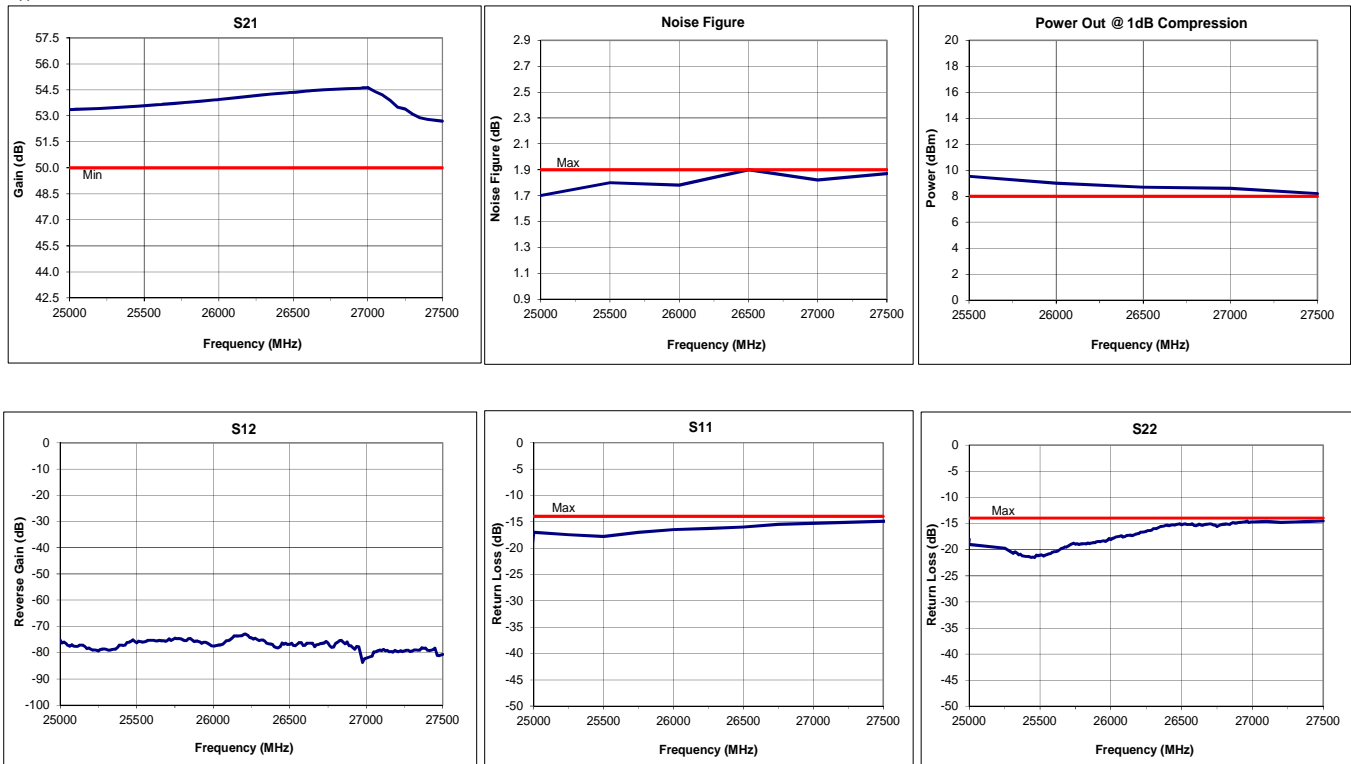 S21
Gain (dB)
57.5
56.0
54.5
53.0
51.5
50.0
48.5
47.0
45.5
44.0
42.5
Min
25000 25500 26000 26500 27000 27500
Frequency (MHz)
Noise Figure
Noise Figure (dB)
2.9
2.7
2.5
2.3
2.1
1.9
1.7
1.5
1.3
1.1
0.9
Max
25000 25500 26000 26500 27000 27500
Frequency (MHz)
Power Out @ 1dB Compression
Power (dBm)
20
18
16
14
12
10
8
6
4
2
0
25500 26000 26500 27000 27500
Frequency (MHz)
S12
Reverse Gain (dB)
0
-10
-20
-30
-40
-50
-60
-70
-80
-90
-100
25000 25500 26000 26500 27000 27500
Frequency (MHz)
S11
Return Loss (dB)
0
-5
-10
-15
-20
-25
-30
-35
-40
-45
-50
Max
25000 25500 26000 26500 27000 27500
Frequency (MHz)
S22
Return Loss (dB)
0
-5
-10
-15
-20
-25
-30
-35
-40
-45
-50
Max
25000 25500 26000 26500 27000 27500
Frequency (MHz)